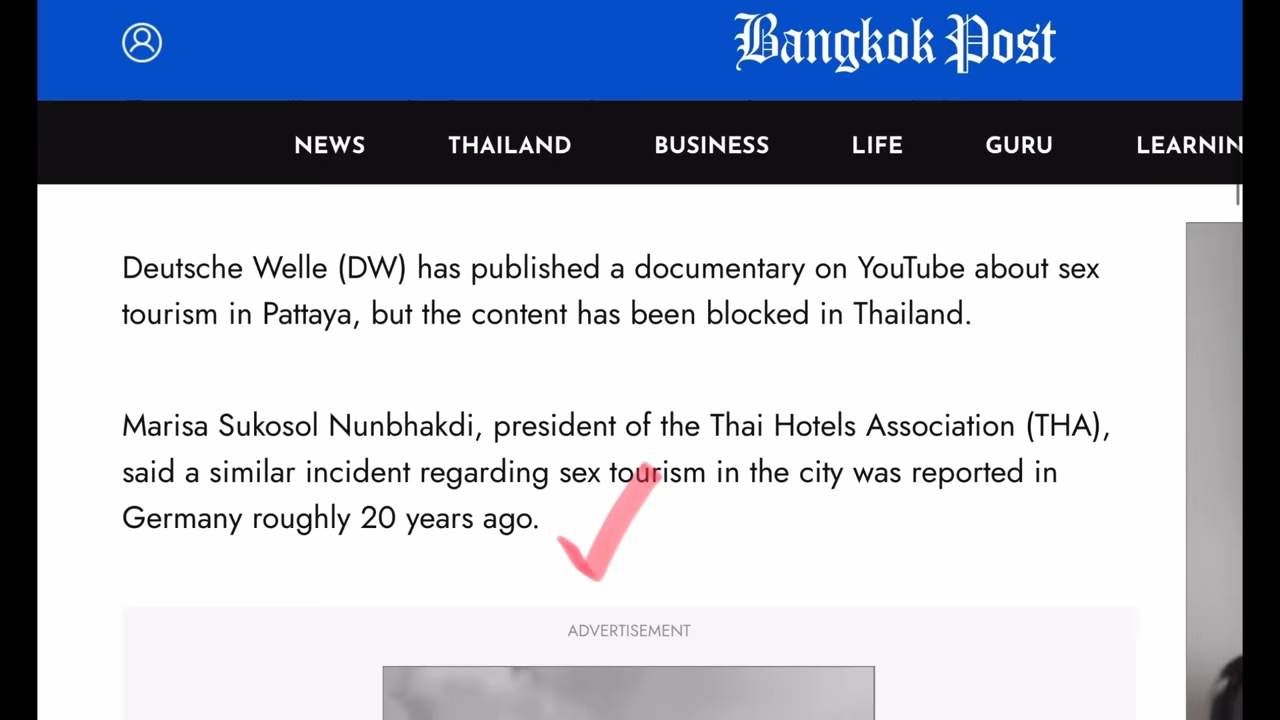 Bangkok Post
NEWS THAILAND BUSINESS LIFE GURU LEARNIN
Deutsche Welle (DW) has published a documentary on YouTube about sex
tourism in Pattaya, but the content has been blocked in Thailand.
Marisa Sukosol Nunbhakdi, president of the Thai Hotels Association (THA),
said a similar incident regarding sex tourism in the city was reported in
Germany roughly 20 years ago.
ADVERTISEMENT